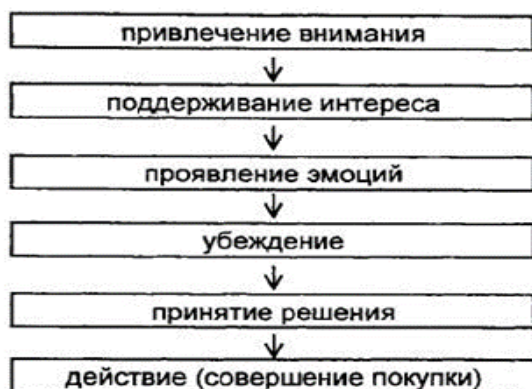 привлечение внимания
поддерживание интереса
проявление эмоций
убеждение
принятие решения
действие (совершение покупки)